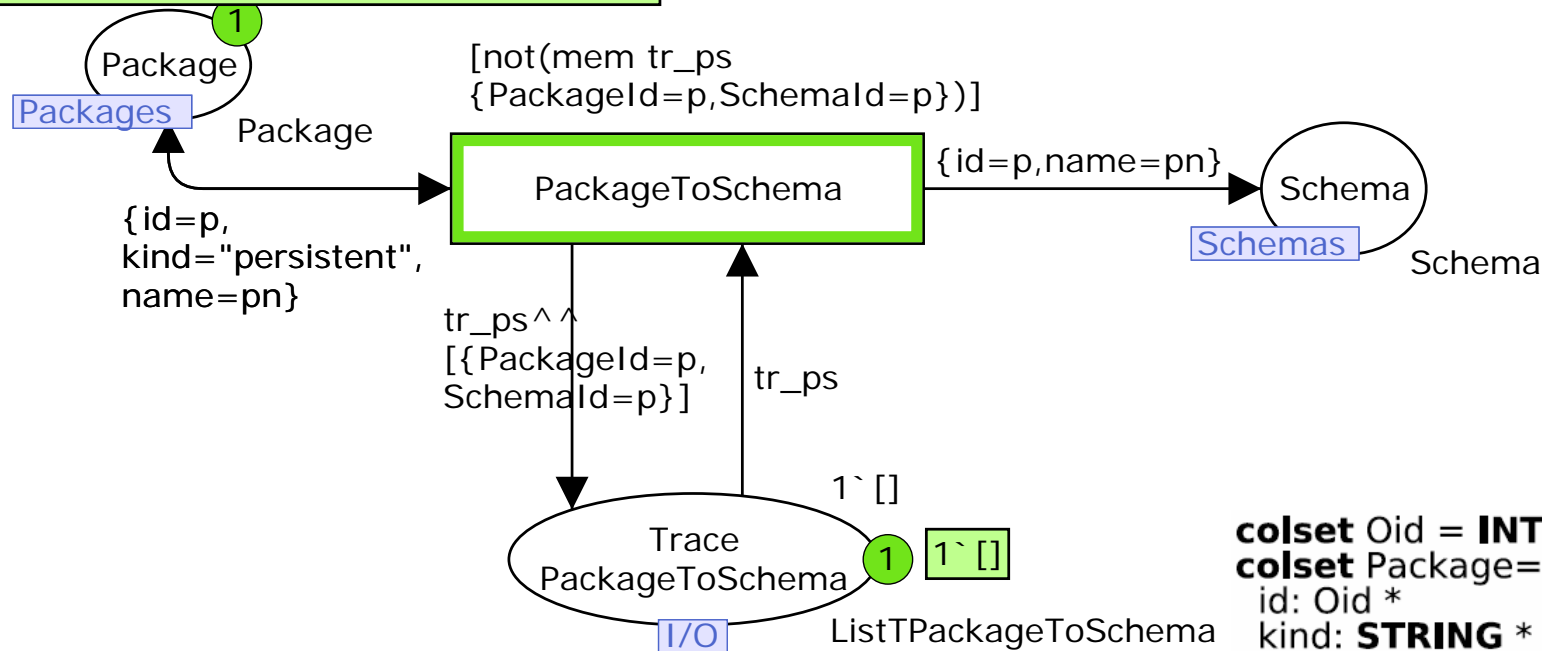 1
Package
Packages
Package
[not(mem tr_ps
{PackageId=p,SchemaId=p})]
PackageToSchema
{id=p,name=pn}
Schema
Schemas
Schema
{id=p,
kind="persistent",
name=pn}
tr_ps^^
[{PackageId=p,
SchemaId=p}]
tr_ps
1`[]
Trace
PackageToSchema
1
1`[]
I/O
ListTPackageToSchema
colset Oid = INT
colset Package=
id: Oid *
kind: STRING *